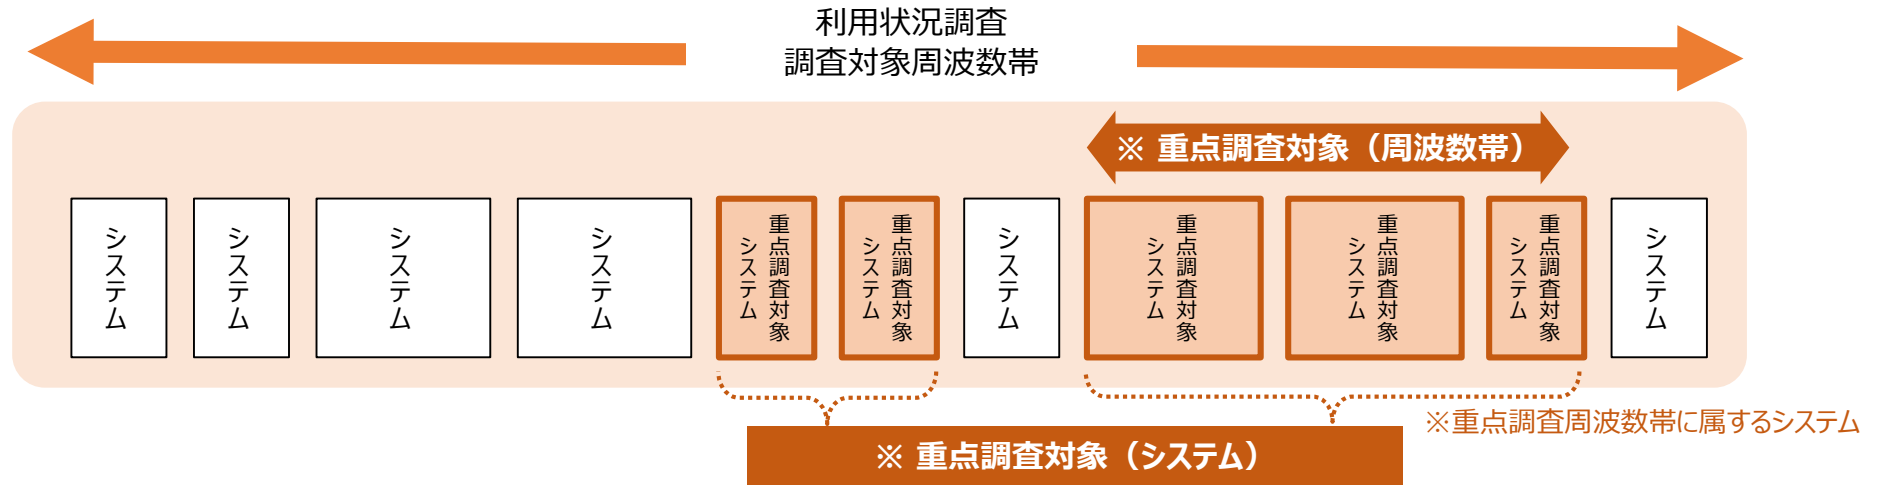 利用状況調査
調査対象周波数帯
※ 重点調査対象（周波数帯）
システム
システム
システム
システム
重点調査対象
システム
重点調査対象
システム
システム
重点調査対象
システム
重点調査対象
システム
重点調査対象
システム
システム
※重点調査周波数帯に属するシステム
※ 重点調査対象（システム）